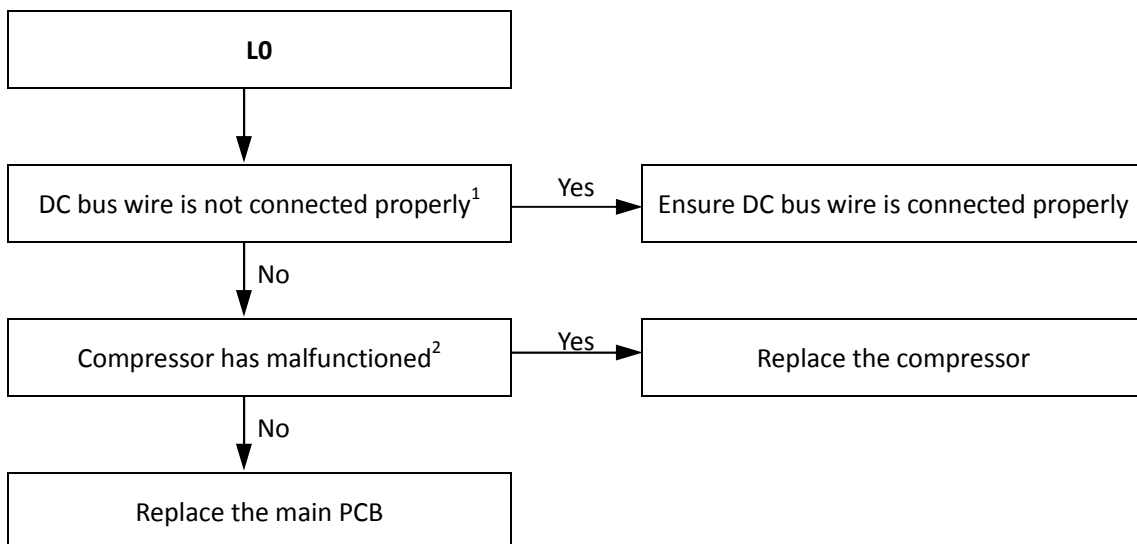 L0
DC bus wire is not connected properly1
Yes
Ensure DC bus wire is connected properly
No
Compressor has malfunctioned2
Yes
Replace the compressor
No
Replace the main PCB